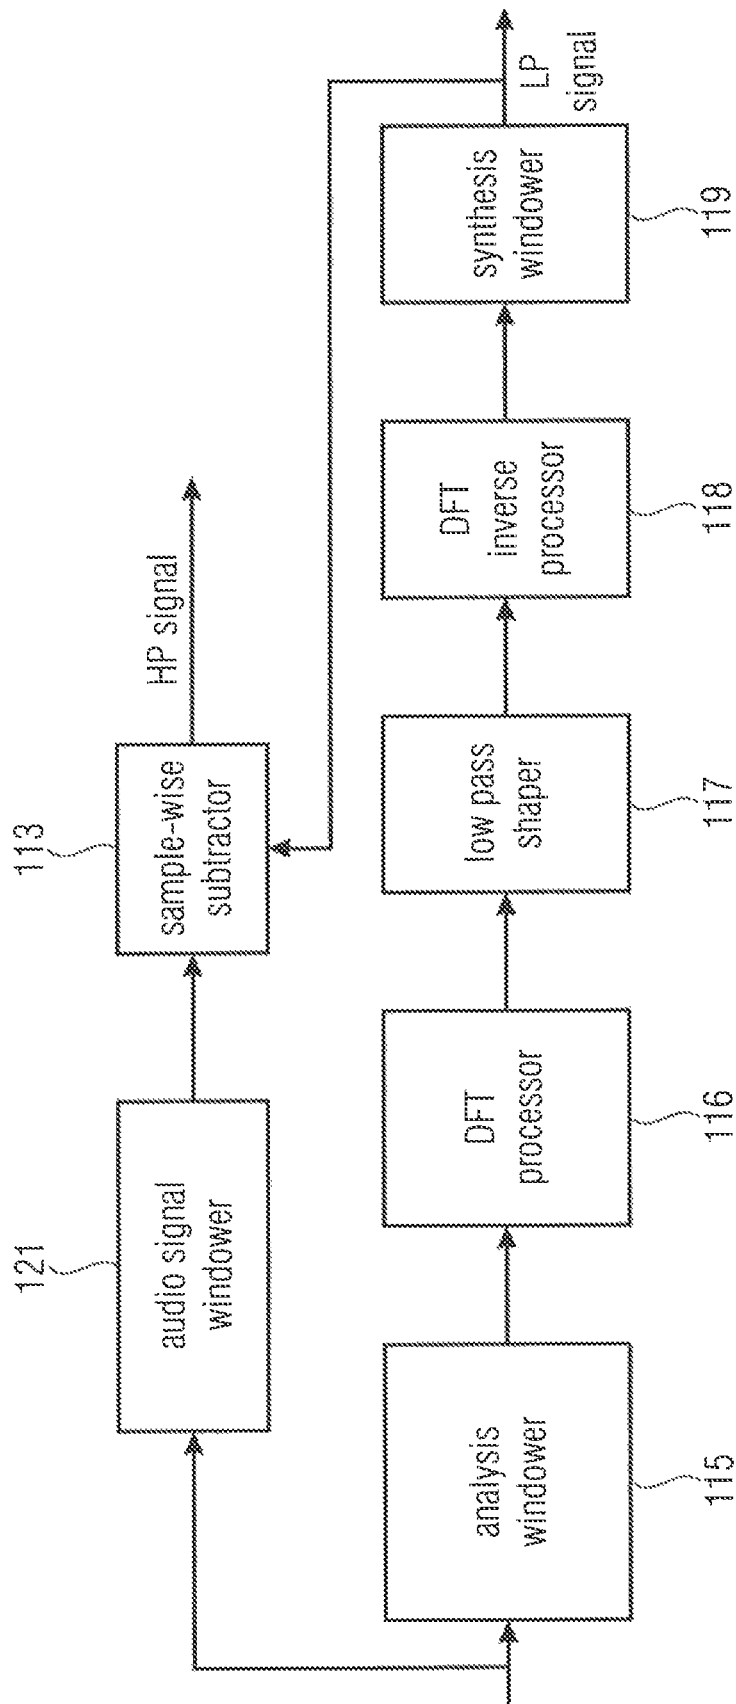 121
audio signal
windower
113
sample-wise
subtractor
HP signal
analysis
windower
115
DFT
processor
116
low pass
shaper
117
DFT
inverse
processor
118
synthesis
windower
119
LP
signal